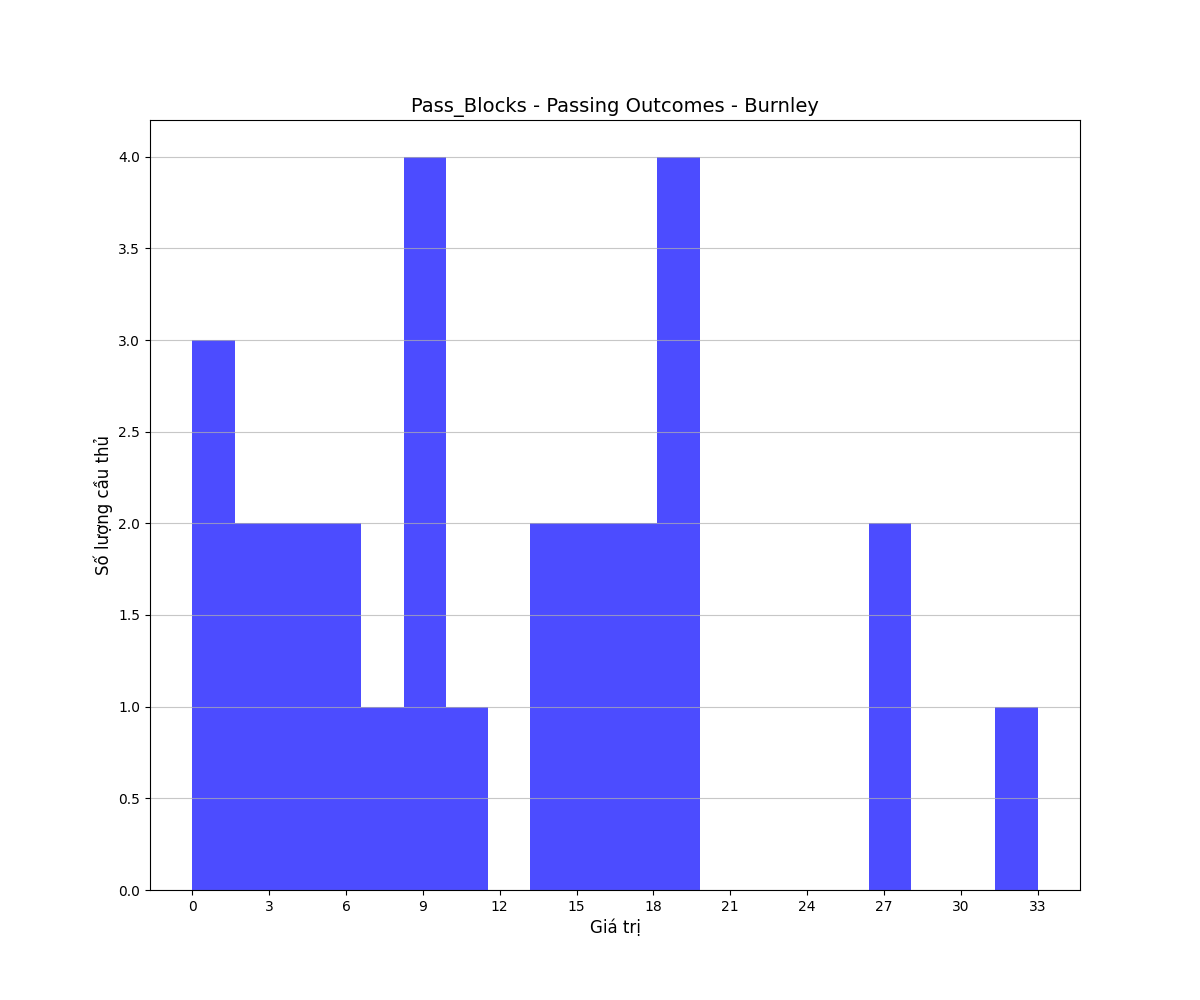 Pass_Blocks - Passing Outcomes - Burnley
4.0
3.5
3.0
2.5
2.0
1.5
1.0
0.5
0.0
Số lượng cầu thủ
0 3 6 9 12 15 18 21 24 27 30 33
Giá trị